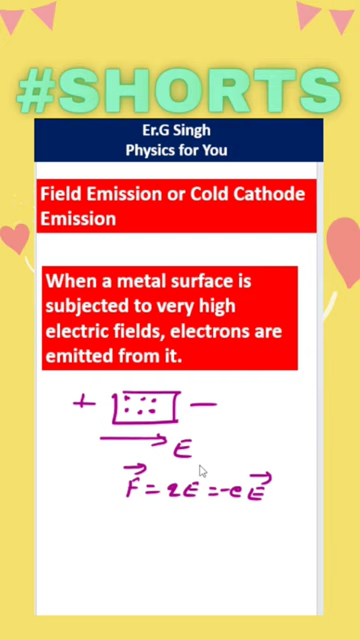 #SHORTS
Er.G Singh
Physics for You
Field Emission or Cold Cathode
Emission
When a metal surface is
subjected to very high
electric fields, electrons are
emitted from it.
+ −
E
F = qE = -e E